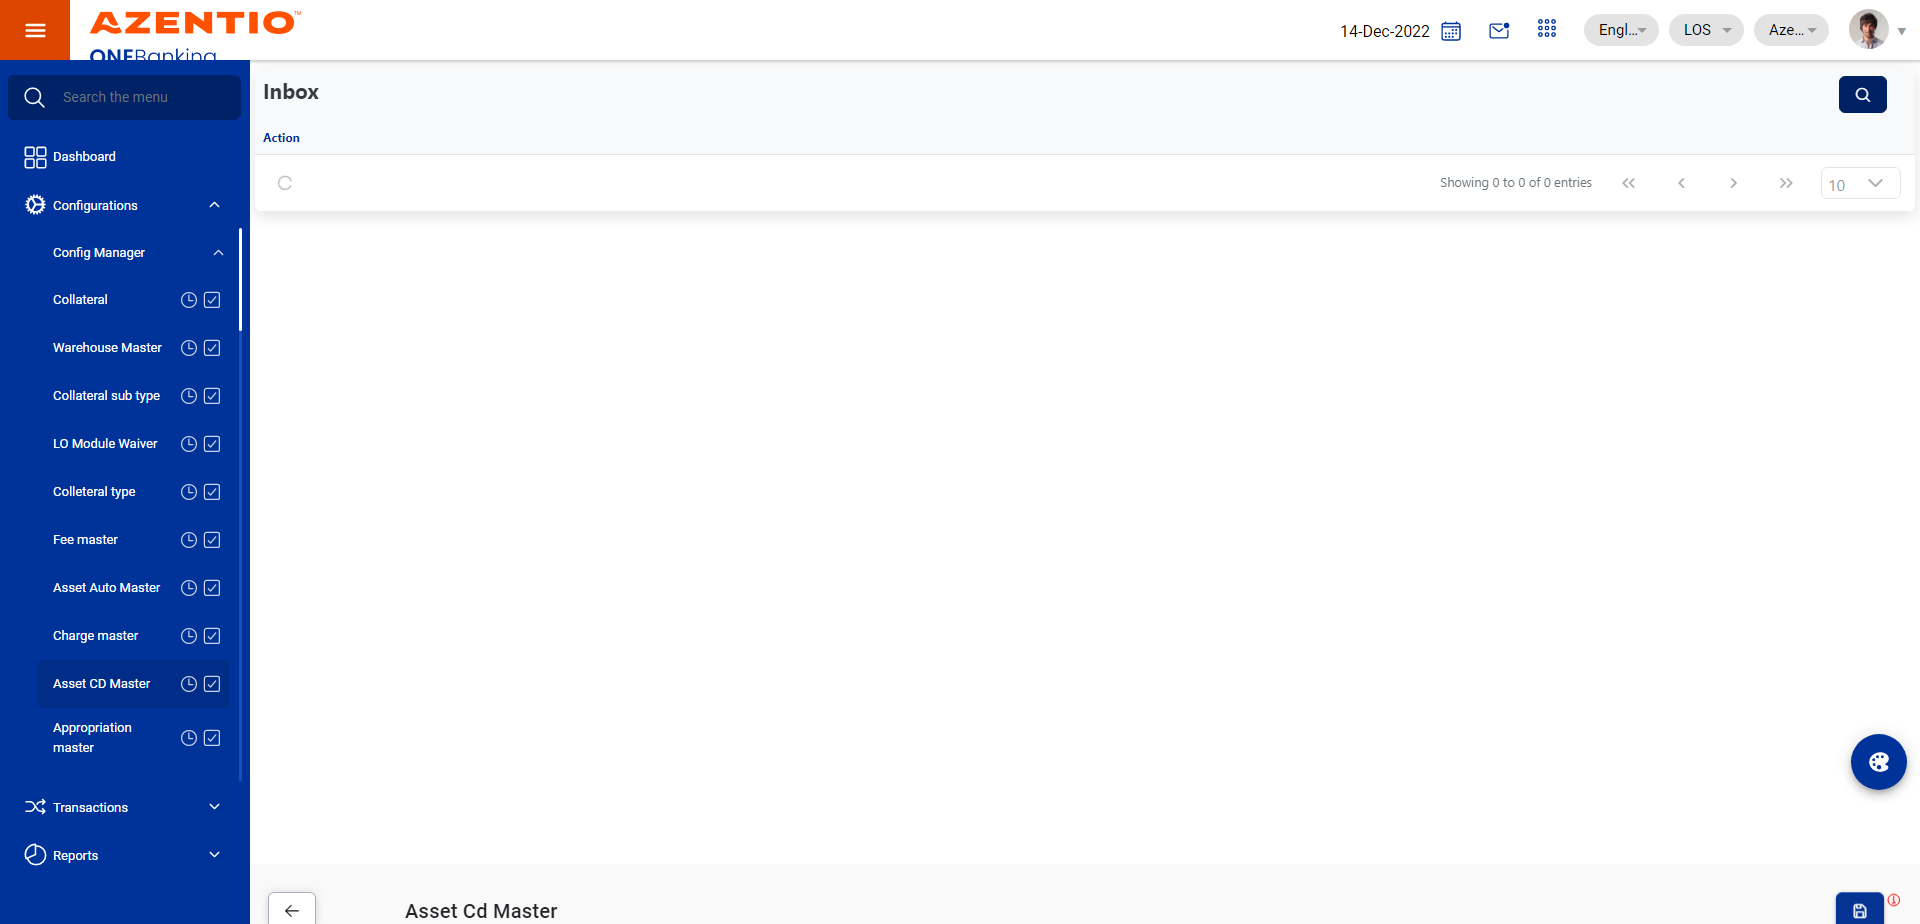 AZENTIO™
ONEBanking
14-Dec-2022
Engl...
LOS
Aze...
Search the menu
Dashboard
Configurations
Config Manager
Collateral
Warehouse Master
Collateral sub type
LO Module Waiver
Colleteral type
Fee master
Asset Auto Master
Charge master
Asset CD Master
Appropriation
master
Transactions
Reports
Inbox
Action
Showing 0 to 0 of 0 entries
10
Asset Cd Master